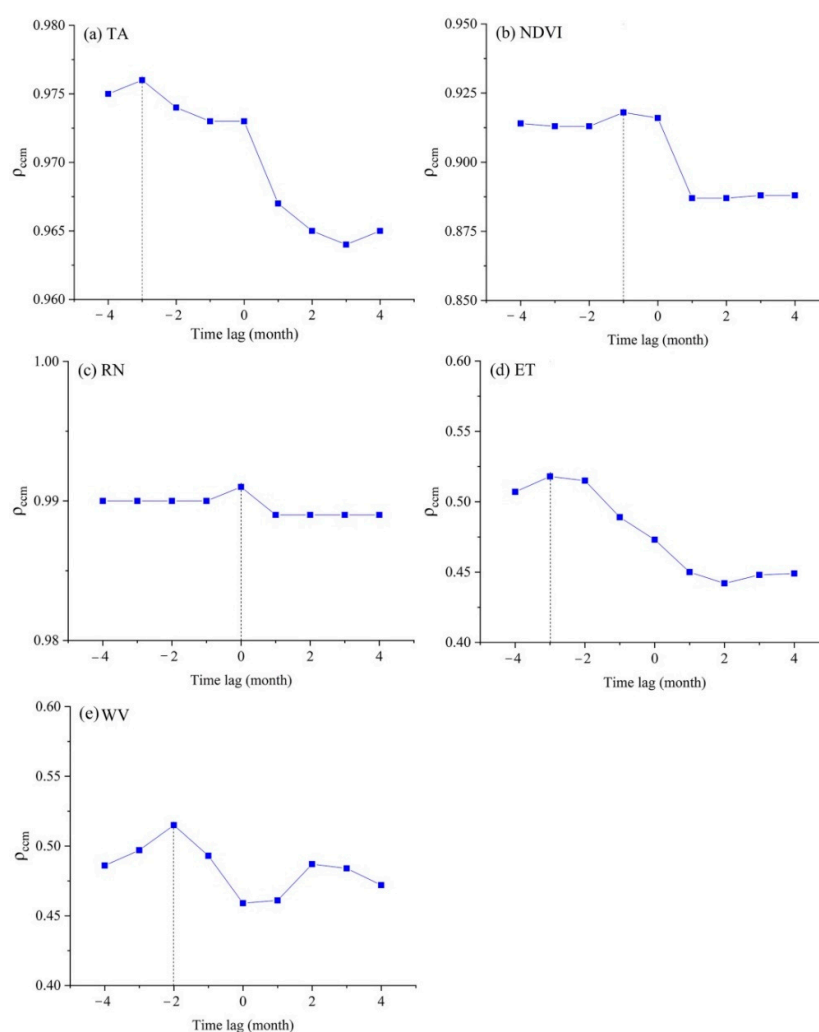 (a) TA
0.980
0.975
0.970
0.965
0.960
ρccm
−4 −2 0 2 4
Time lag (month)
(b) NDVI
0.950
0.925
0.900
0.875
0.850
ρccm
−4 −2 0 2 4
Time lag (month)
(c) RN
1.00
0.99
0.98
ρccm
−4 −2 0 2 4
Time lag (month)
(d) ET
0.60
0.55
0.50
0.45
0.40
ρccm
−4 −2 0 2 4
Time lag (month)
(e) WV
0.60
0.55
0.50
0.45
0.40
ρccm
−4 −2 0 2 4
Time lag (month)